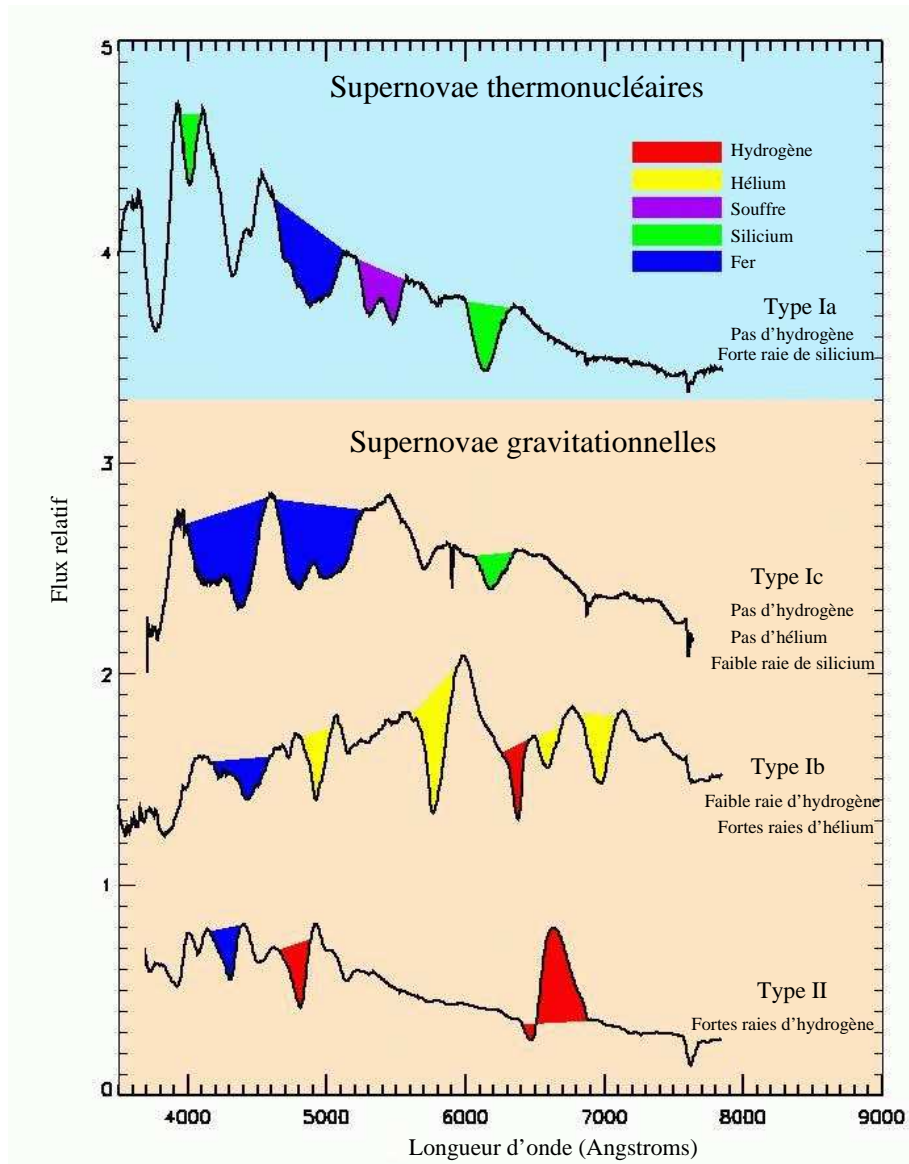 Supernovae thermonucléaires
Hydrogène
Hélium
Souffre
Silicium
Fer
Type Ia
Pas d'hydrogène
Forte raie de silicium
Supernovae gravitationnelles
Type Ic
Pas d'hydrogène
Pas d'hélium
Faible raie de silicium
Type Ib
Faible raie d'hydrogène
Fortes raies d'hélium
Type II
Fortes raies d'hydrogène
Flux relatif
5
4
3
2
1
0
4000 5000 6000 7000 8000 9000
Longueur d'onde (Angstroms)